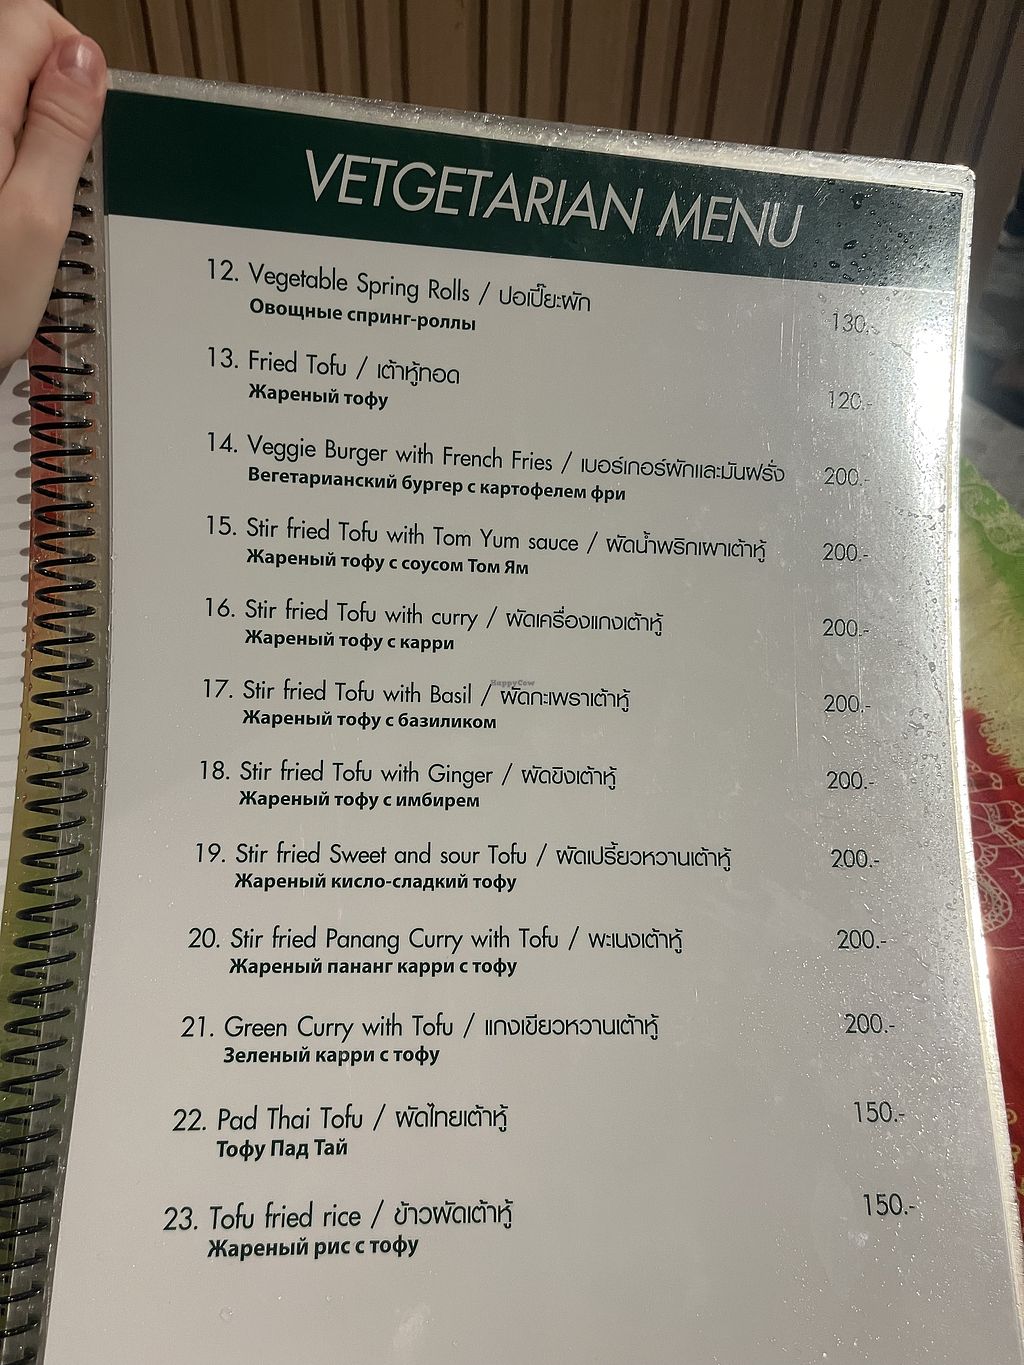 VETGETARIAN MENU
12. Vegetable Spring Rolls / ปอเปี๊ยะผัก 130.-
Овощные спринг-роллы
13. Fried Tofu / เต้าหู้ทอด 120.-
Жареный тофу
14. Veggie Burger with French Fries / เบอร์เกอร์ผักและมันฝรั่ง 200.-
Вегетарианский бургер с картофелем фри
15. Stir fried Tofu with Tom Yum sauce / ผัดน้ำพริกเผาเต้าหู้ 200.-
Жареный тофу с соусом Том Ям
16. Stir fried Tofu with curry / ผัดเครื่องแกงเต้าหู้ 200.-
Жареный тофу с карри
HappyCow
17. Stir fried Tofu with Basil / ผัดกะเพราเต้าหู้ 200.-
Жареный тофу с базиликом
18. Stir fried Tofu with Ginger / ผัดขิงเต้าหู้ 200.-
Жареный тофу с имбирем
19. Stir fried Sweet and sour Tofu / ผัดเปรี้ยวหวานเต้าหู้ 200.-
Жареный кисло-сладкий тофу
20. Stir fried Panang Curry with Tofu / พะเนงเต้าหู้ 200.-
Жареный пананг карри с тофу
21. Green Curry with Tofu / แกงเขียวหวานเต้าหู้ 200.-
Зеленый карри с тофу
22. Pad Thai Tofu / ผัดไทยเต้าหู้ 150.-
Тофу Пад Тай
23. Tofu fried rice / ข้าวผัดเต้าหู้ 150.-
Жареный рис с тофу